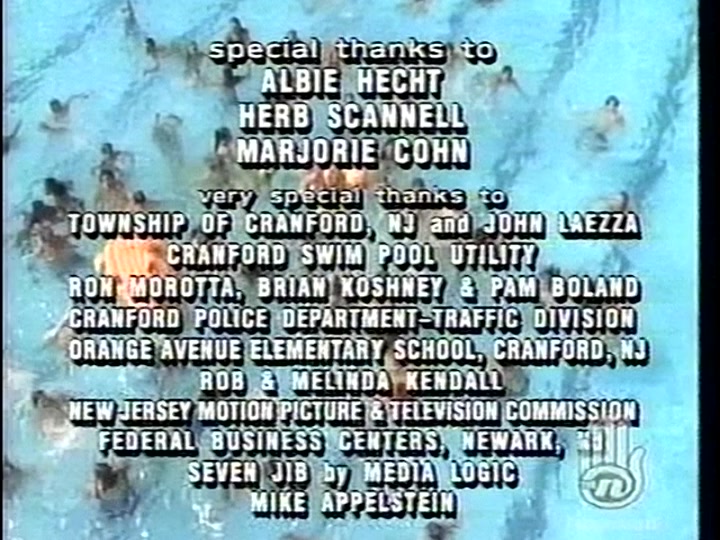 special thanks to
ALBIE HECHT
HERB SCANNELL
MARJORIE COHN
very special thanks to
TOWNSHIP OF CRANFORD, NJ and JOHN LAEZZA
CRANFORD SWIM POOL UTILITY
RON MOROTTA, BRIAN KOSHNEY & PAM BOLAND
CRANFORD POLICE DEPARTMENT-TRAFFIC DIVISION
ORANGE AVENUE ELEMENTARY SCHOOL, CRANFORD, NJ
ROB & MELINDA KENDALL
NEW JERSEY MOTION PICTURE & TELEVISION COMMISSION
FEDERAL BUSINESS CENTERS, NEWARK,
SEVEN JIB by MEDIA LOGIC
MIKE APPELSTEIN
n